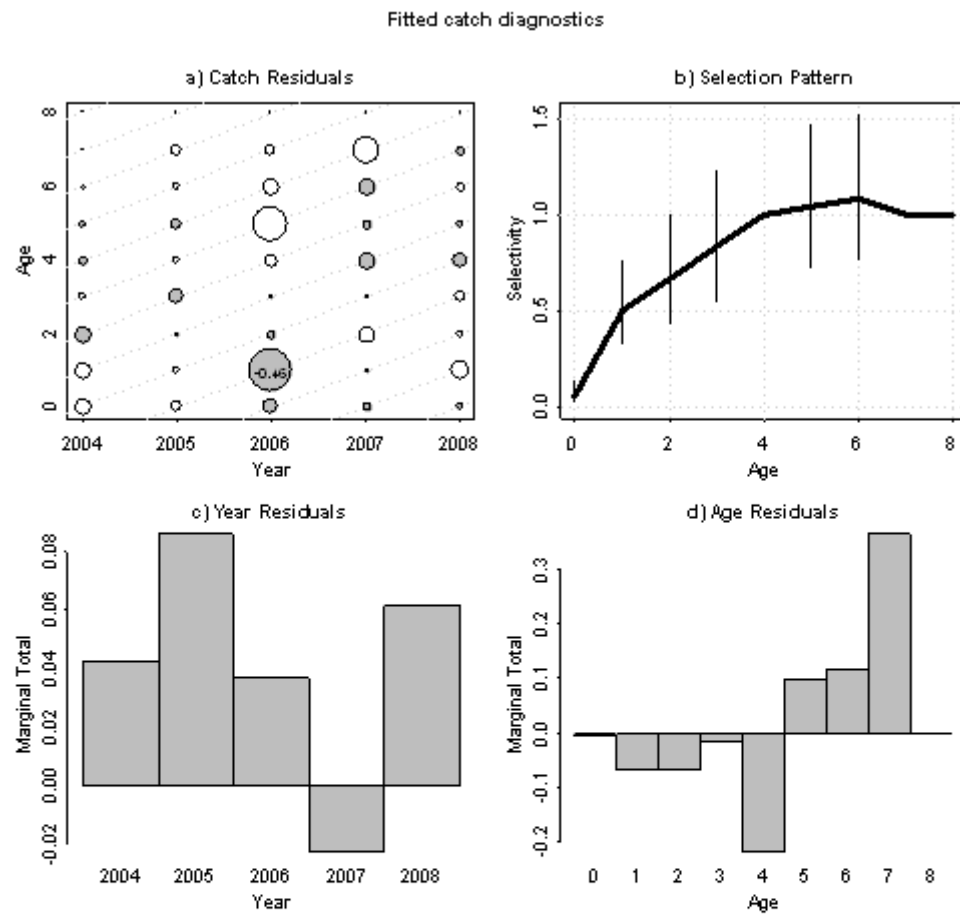 Fitted catch diagnostics
a) Catch Residuals
Age
0 2 4 6 8
-0.46
2004 2005 2006 2007 2008
Year
b) Selection Pattern
Selectivity
0.0 0.5 1.0 1.5
0 2 4 6 8
Age
c) Year Residuals
Marginal Total
-0.02 0.00 0.02 0.04 0.06 0.08
2004 2005 2006 2007 2008
Year
d) Age Residuals
Marginal Total
-0.2 -0.1 0.0 0.1 0.2 0.3
0 1 2 3 4 5 6 7 8
Age